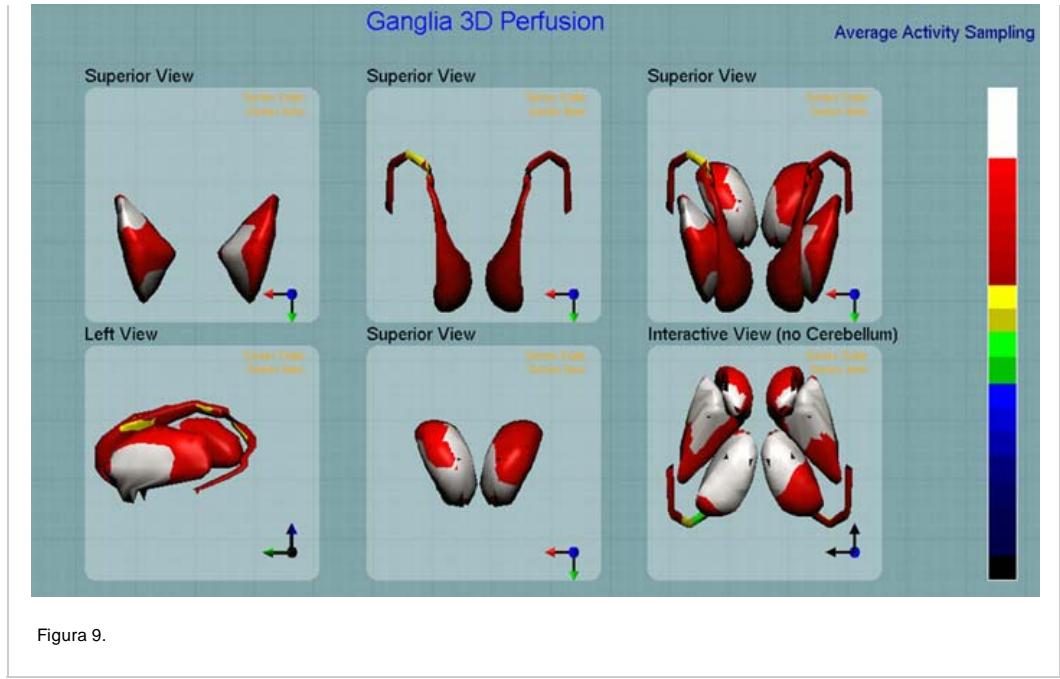 Ganglia 3D Perfusion
Average Activity Sampling
Superior View
Superior View
Superior View
Left View
Superior View
Interactive View (no Cerebellum)
Figura 9.